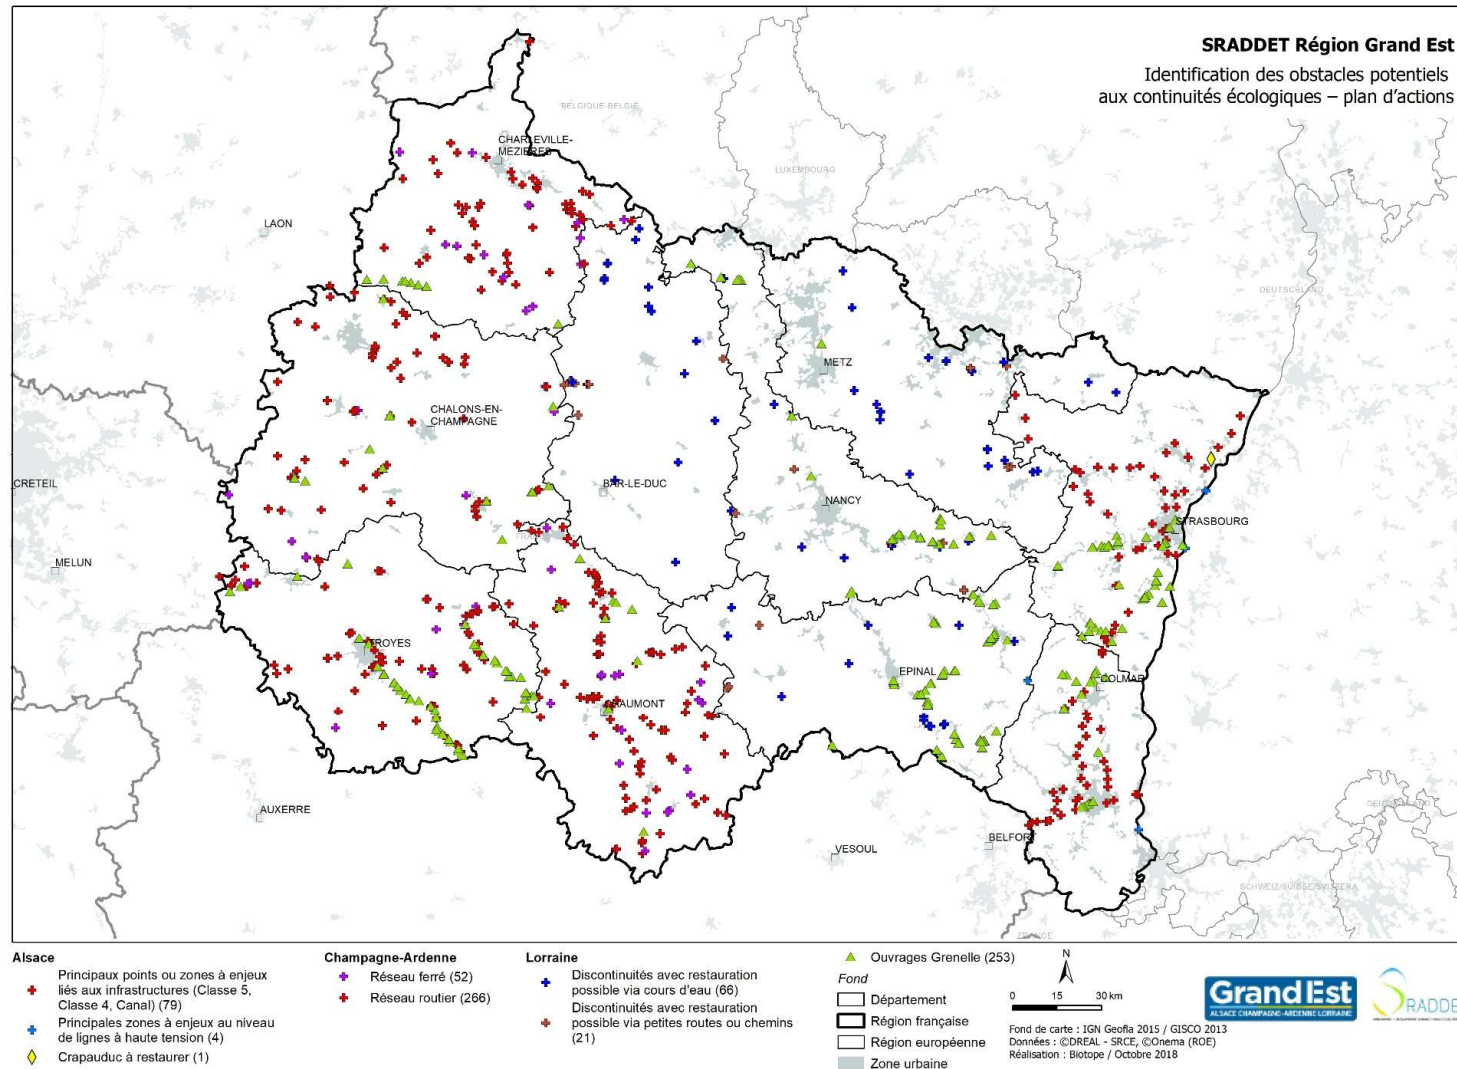 SRADDET Région Grand Est
Identification des obstacles potentiels
aux continuités écologiques – plan d'actions
BELGIQUE-BELGIË
CHARLEVILLE-
MEZIERES
LUXEMBOURG
LAON
DEUTSCHLAND
METZ
CHALONS-EN-
CHAMPAGNE
CRETEIL
BAR-LE-DUC
NANCY
STRASBOURG
MELUN
TROYES
EPINAL
COLMAR
CHAUMONT
AUXERRE
BELFORT
VESOUL
DEUTSCHLAND
SCHWEIZ/SUISSE/SVIZZERA
FRANCE
Alsace
Principaux points ou zones à enjeux
liés aux infrastructures (Classe 5,
Classe 4, Canal) (79)
Principales zones à enjeux au niveau
de lignes à haute tension (4)
Crapauduc à restaurer (1)
Champagne-Ardenne
Réseau ferré (52)
Réseau routier (266)
Lorraine
Discontinuités avec restauration
possible via cours d'eau (66)
Discontinuités avec restauration
possible via petites routes ou chemins
(21)
Ouvrages Grenelle (253)
Fond
Département
Région française
Région européenne
Zone urbaine
N
0 15 30 km
Fond de carte : IGN Geofla 2015 / GISCO 2013
Données : ©DREAL - SRCE, ©Onema (ROE)
Réalisation : Biotope / Octobre 2018
Grand Est
ALSACE CHAMPAGNE-ARDENNE LORRAINE
SRADDET